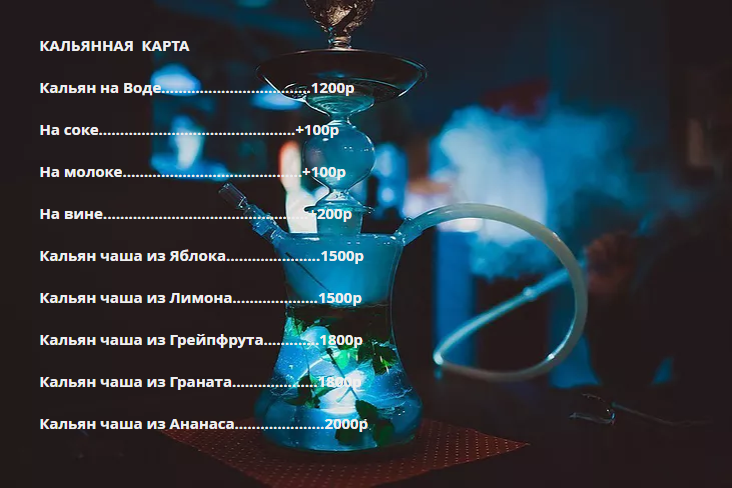 КАЛЬЯННАЯ КАРТА
Кальян на Воде....................................1200р
На соке...............................................+100р
На молоке...........................................+100р
На вине.................................................+200р
Кальян чаша из Яблока......................1500р
Кальян чаша из Лимона....................1500р
Кальян чаша из Грейпфрута.............1800р
Кальян чаша из Граната....................1800р
Кальян чаша из Ананаса.....................2000р